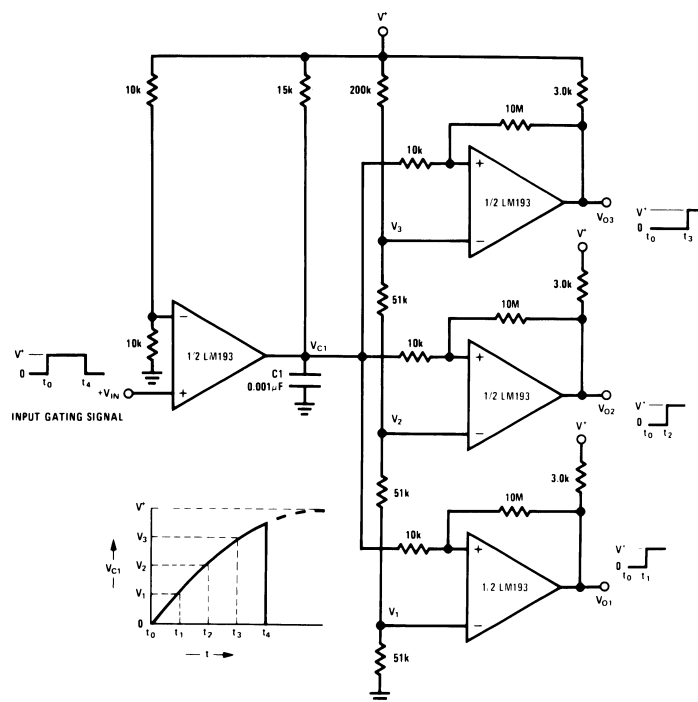 V+
10k
15k
200k
3.0k
10M
10k
+
1/2 LM193
−
V3
VO3
V+
0
t0
t3
V+
3.0k
51k
10M
10k
10k
−
1/2 LM193
+
VC1
C1
0.001μF
+
1/2 LM193
−
V2
VO2
V+
0
t0
t2
V+
0
t0
t4
+VIN
INPUT GATING SIGNAL
V+
3.0k
51k
10M
10k
+
1/2 LM193
−
V1
VO1
V+
0
t0
t1
51k
V+
V3
V2
V1
0
VC1
t0
t1
t2
t3
t4
t